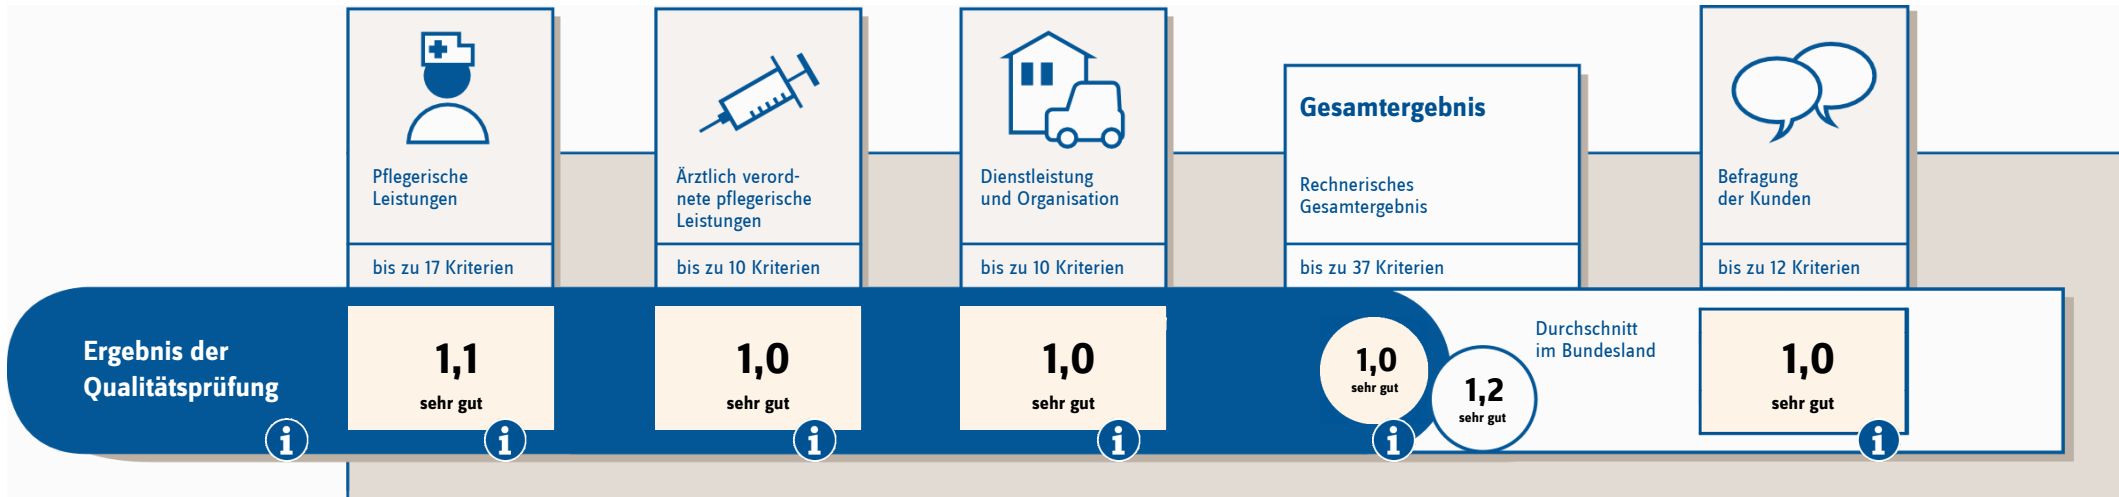 Pflegerische
Leistungen
bis zu 17 Kriterien
Ärztlich verord-
nete pflegerische
Leistungen
bis zu 10 Kriterien
Dienstleistung
und Organisation
bis zu 10 Kriterien
Gesamtergebnis
Rechnerisches
Gesamtergebnis
bis zu 37 Kriterien
Befragung
der Kunden
bis zu 12 Kriterien
Ergebnis der
Qualitätsprüfung
i
1,1
sehr gut
i
1,0
sehr gut
i
1,0
sehr gut
i
1,0
sehr gut
i
1,2
sehr gut
Durchschnitt
im Bundesland
1,0
sehr gut
i